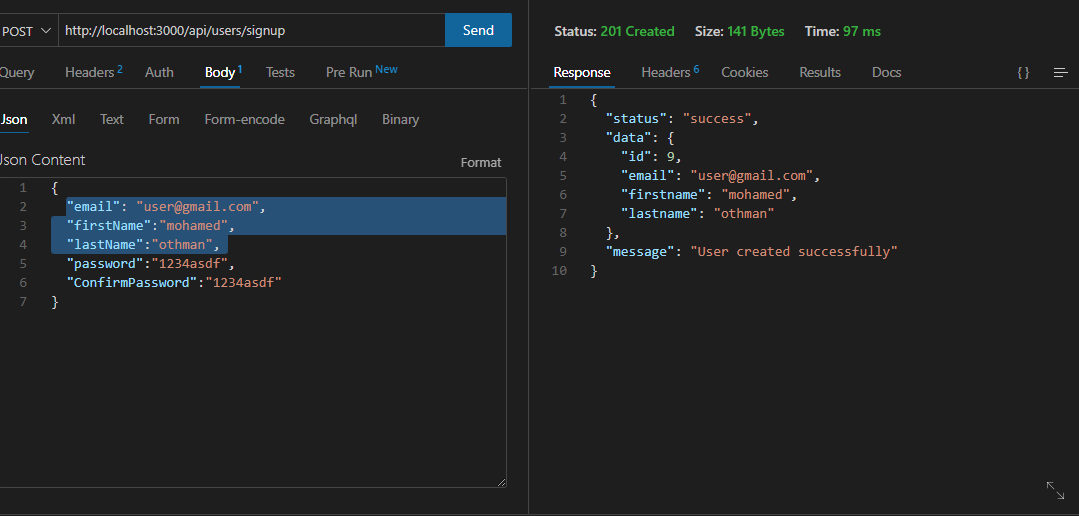 POST http://localhost:3000/api/users/signup Send
Query Headers 2 Auth Body 1 Tests Pre Run New
Json Xml Text Form Form-encode Graphql Binary
Json Content Format
1 {
2 "email": "user@gmail.com",
3 "firstName":"mohamed",
4 "lastName":"othman",
5 "password":"1234asdf",
6 "ConfirmPassword":"1234asdf"
7 }
Status: 201 Created Size: 141 Bytes Time: 97 ms
Response Headers 6 Cookies Results Docs { }
1 {
2 "status": "success",
3 "data": {
4 "id": 9,
5 "email": "user@gmail.com",
6 "firstname": "mohamed",
7 "lastname": "othman"
8 },
9 "message": "User created successfully"
10 }